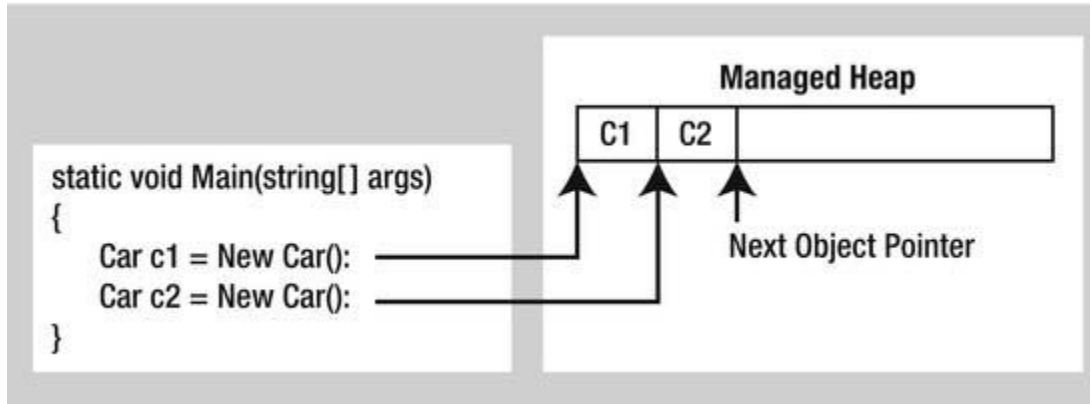 Managed Heap
C1 C2
static void Main(string[] args)
{
Car c1 = New Car():
Car c2 = New Car():
}
Next Object Pointer